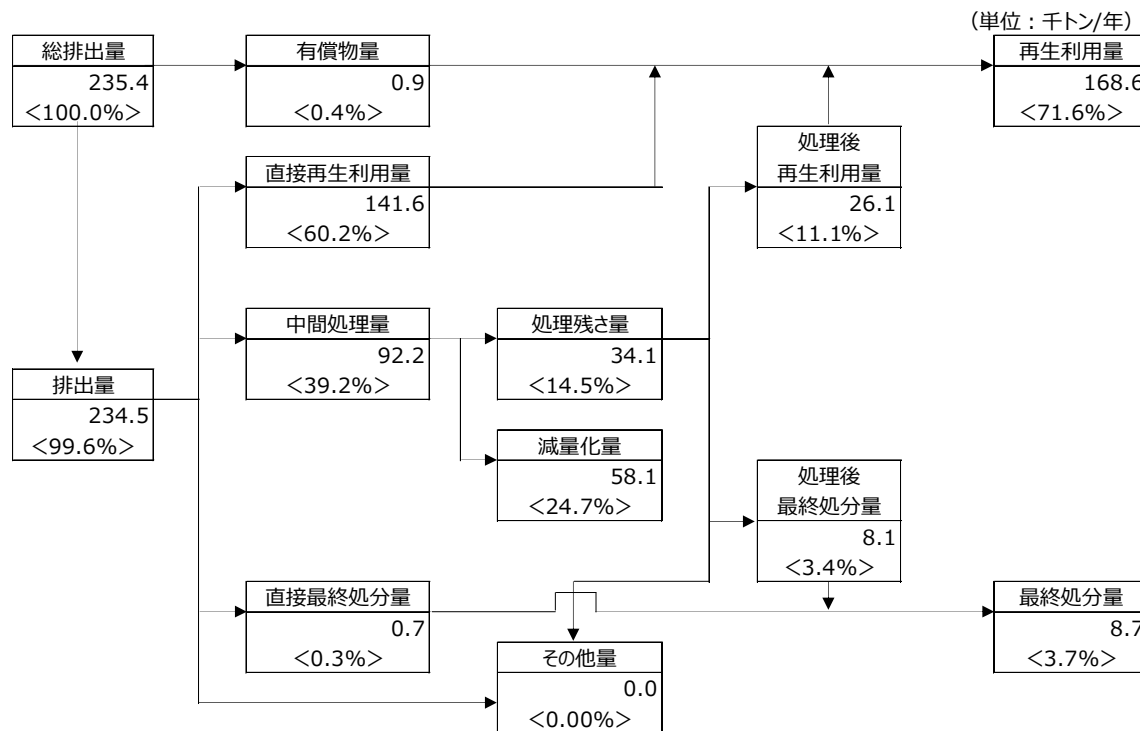 （単位：千トン/年）
総排出量
235.4
＜100.0%＞
有償物量
0.9
＜0.4%＞
再生利用量
168.6
＜71.6%＞
直接再生利用量
141.6
＜60.2%＞
処理後
再生利用量
26.1
＜11.1%＞
中間処理量
92.2
＜39.2%＞
処理残さ量
34.1
＜14.5%＞
排出量
234.5
＜99.6%＞
減量化量
58.1
＜24.7%＞
処理後
最終処分量
8.1
＜3.4%＞
直接最終処分量
0.7
＜0.3%＞
最終処分量
8.7
＜3.7%＞
その他量
0.0
＜0.00%＞